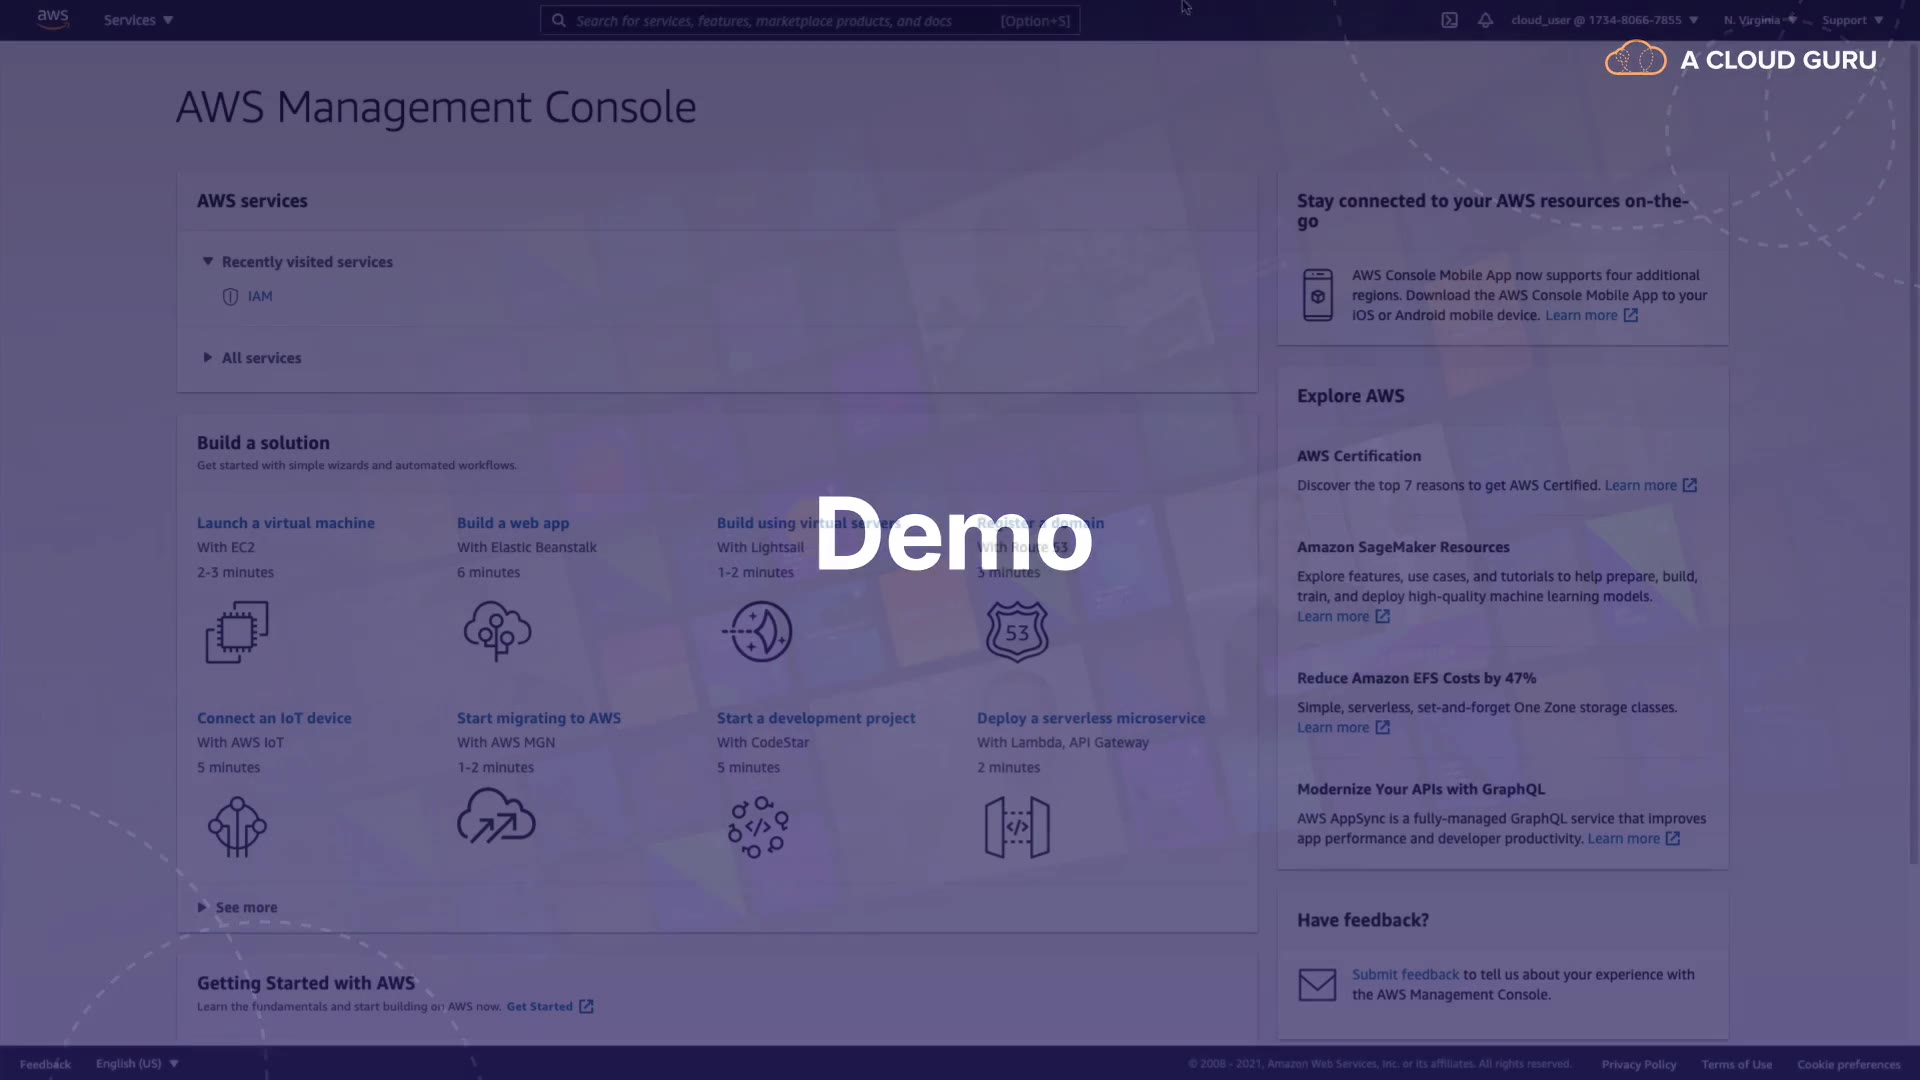 aws
Services
Search for services, features, marketplace products, and docs
[Option+S]
cloud_user @ 1734-8066-7855
N. Virginia
Support
A CLOUD GURU
AWS Management Console
AWS services
Recently visited services
IAM
All services
Build a solution
Get started with simple wizards and automated workflows.
Launch a virtual machine
With EC2
2-3 minutes
Build a web app
With Elastic Beanstalk
6 minutes
Build using virtual servers
With Lightsail
1-2 minutes
Register a domain
With Route 53
3 minutes
53
Demo
Connect an IoT device
With AWS IoT
5 minutes
Start migrating to AWS
With AWS MGN
1-2 minutes
Start a development project
With CodeStar
5 minutes
Deploy a serverless microservice
With Lambda, API Gateway
2 minutes
See more
Getting Started with AWS
Learn the fundamentals and start building on AWS now. Get Started
Stay connected to your AWS resources on-the-
go
AWS Console Mobile App now supports four additional
regions. Download the AWS Console Mobile App to your
iOS or Android mobile device. Learn more
Explore AWS
AWS Certification
Discover the top 7 reasons to get AWS Certified. Learn more
Amazon SageMaker Resources
Explore features, use cases, and tutorials to help prepare, build,
train, and deploy high-quality machine learning models.
Learn more
Reduce Amazon EFS Costs by 47%
Simple, serverless, set-and-forget One Zone storage classes.
Learn more
Modernize Your APIs with GraphQL
AWS AppSync is a fully-managed GraphQL service that improves
app performance and developer productivity. Learn more
Have feedback?
Submit feedback to tell us about your experience with
the AWS Management Console.
Feedback
English (US)
© 2008 - 2021, Amazon Web Services, Inc. or its affiliates. All rights reserved.
Privacy Policy
Terms of Use
Cookie preferences